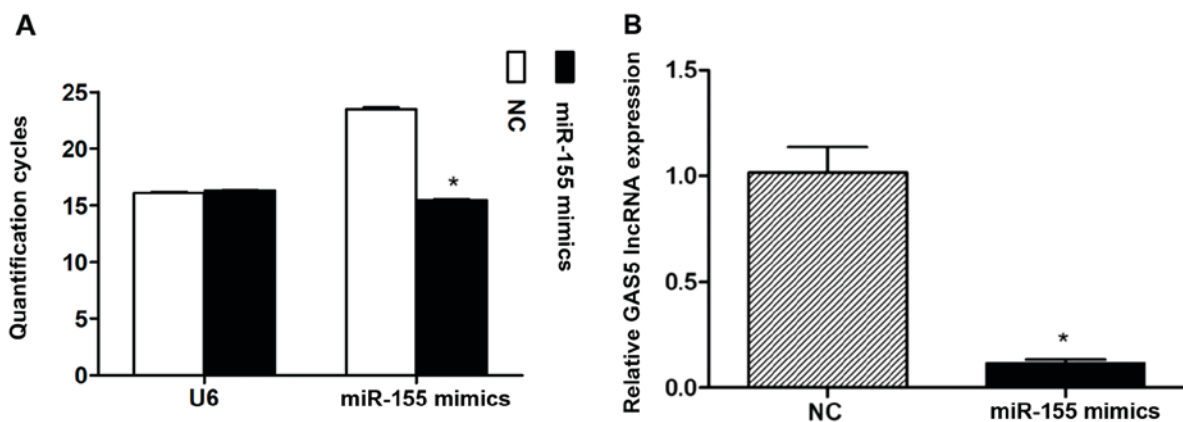 A
Quantification cycles
25
20
15
10
5
0
*
U6
miR-155 mimics
NC
miR-155 mimics
B
Relative GAS5 lncRNA expression
1.5
1.0
0.5
0.0
*
NC
miR-155 mimics